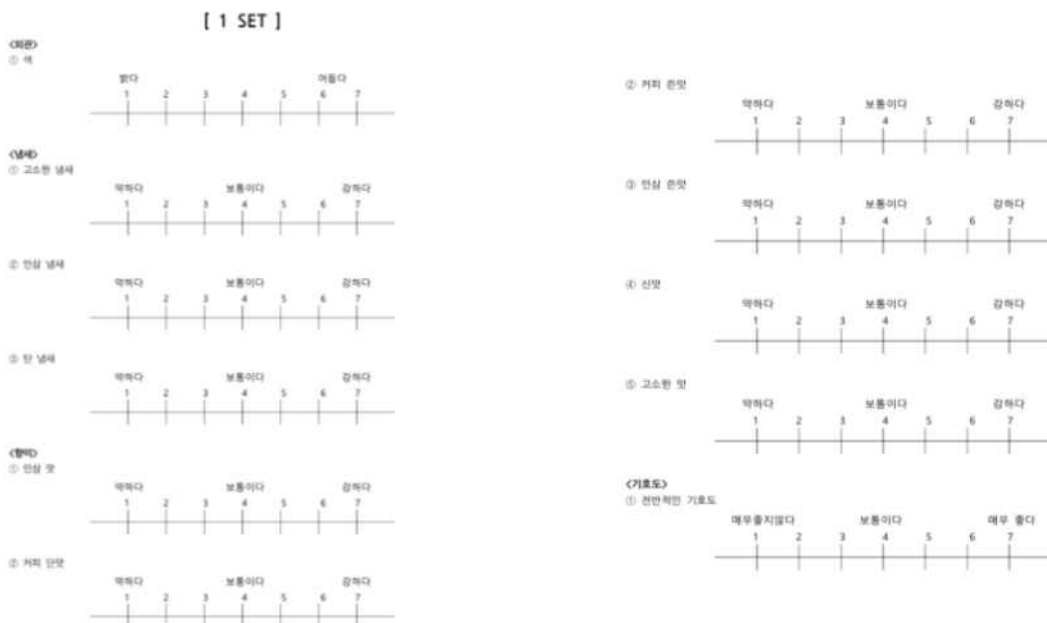 [ 1 SET ]
<외관>
① 색
밝다 어둡다
1 2 3 4 5 6 7
<냄새>
① 고소한 냄새
약하다 보통이다 강하다
1 2 3 4 5 6 7
② 인삼 냄새
약하다 보통이다 강하다
1 2 3 4 5 6 7
③ 탄 냄새
약하다 보통이다 강하다
1 2 3 4 5 6 7
<향미>
① 인삼 맛
약하다 보통이다 강하다
1 2 3 4 5 6 7
② 커피 단맛
약하다 보통이다 강하다
1 2 3 4 5 6 7
② 커피 쓴맛
약하다 보통이다 강하다
1 2 3 4 5 6 7
③ 인삼 쓴맛
약하다 보통이다 강하다
1 2 3 4 5 6 7
④ 신맛
약하다 보통이다 강하다
1 2 3 4 5 6 7
⑤ 고소한 맛
약하다 보통이다 강하다
1 2 3 4 5 6 7
<기호도>
① 전반적인 기호도
매우좋지않다 보통이다 매우 좋다
1 2 3 4 5 6 7